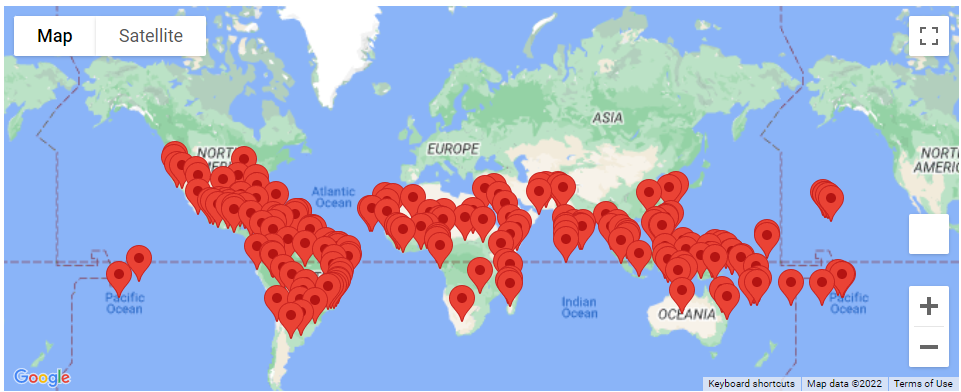 Map
Satellite
NORTH
AMERICA
EUROPE
ASIA
NORTH
AMERICA
Atlantic
Ocean
Pacific
Ocean
Indian
Ocean
OCEANIA
Pacific
Ocean
Google
Keyboard shortcuts
Map data ©2022
Terms of Use